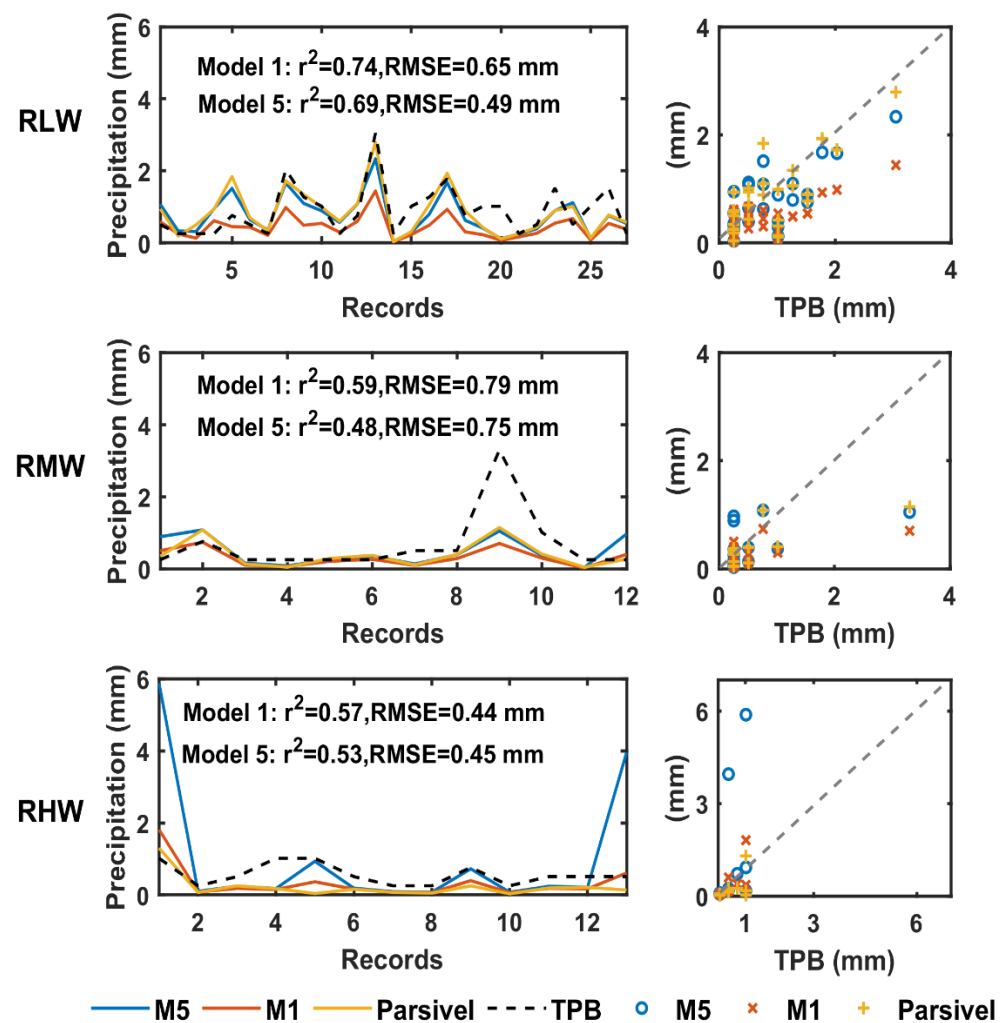 RLW
Precipitation (mm)
6
4
2
0
Model 1: r²=0.74,RMSE=0.65 mm
Model 5: r²=0.69,RMSE=0.49 mm
5 10 15 20 25
Records
(mm)
4
2
0
0 2 4
TPB (mm)
RMW
Precipitation (mm)
6
4
2
0
Model 1: r²=0.59,RMSE=0.79 mm
Model 5: r²=0.48,RMSE=0.75 mm
2 4 6 8 10 12
Records
(mm)
4
2
0
0 2 4
TPB (mm)
RHW
Precipitation (mm)
6
4
2
0
Model 1: r²=0.57,RMSE=0.44 mm
Model 5: r²=0.53,RMSE=0.45 mm
2 4 6 8 10 12
Records
(mm)
6
3
0
1 3 6
TPB (mm)
M5 M1 Parsivel TPB M5 M1 Parsivel